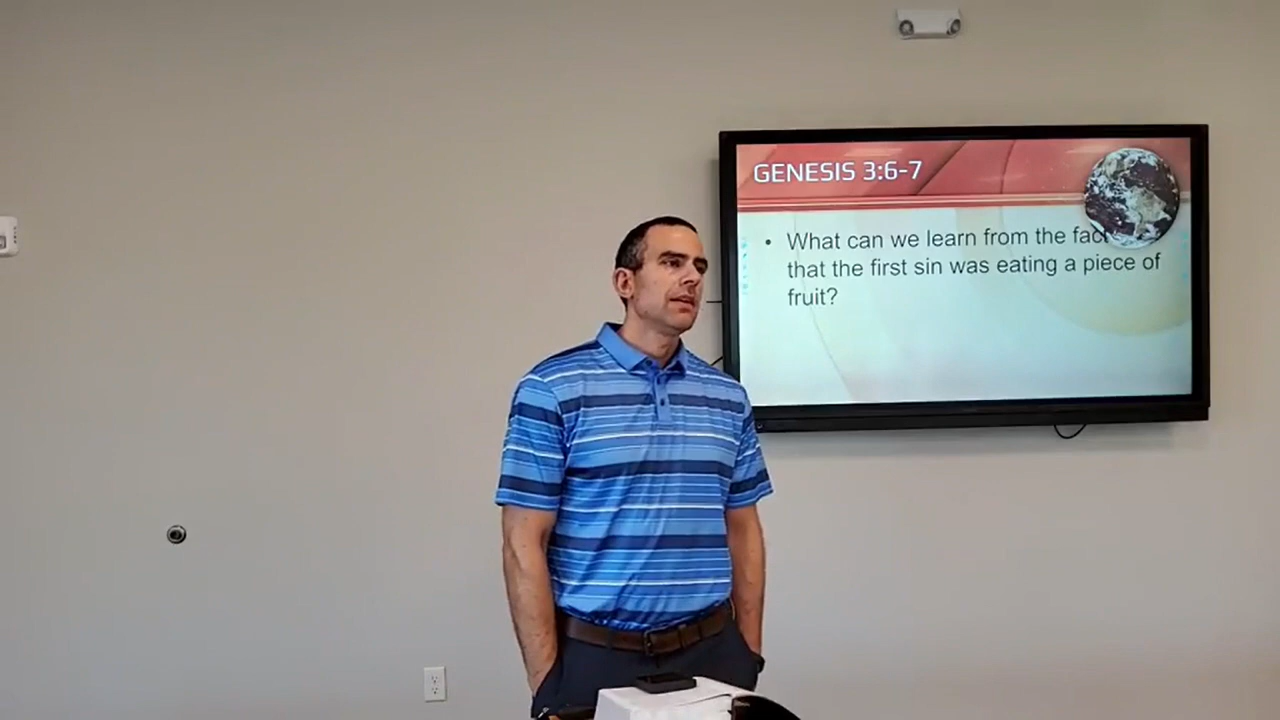 GENESIS 3:6-7
• What can we learn from the fact
that the first sin was eating a piece of
fruit?